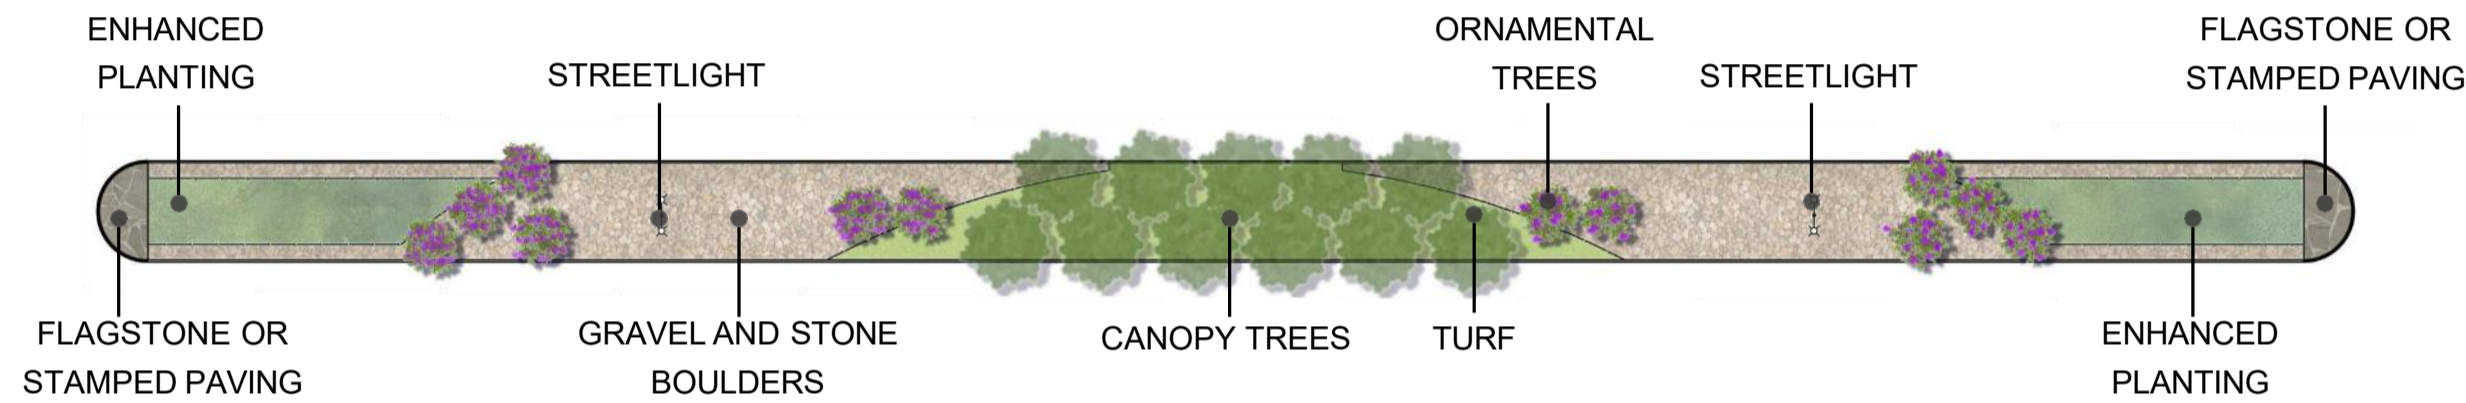 ENHANCED
PLANTING
STREETLIGHT
ORNAMENTAL
TREES
STREETLIGHT
FLAGSTONE OR
STAMPED PAVING
FLAGSTONE OR
STAMPED PAVING
GRAVEL AND STONE
BOULDERS
CANOPY TREES
TURF
ENHANCED
PLANTING